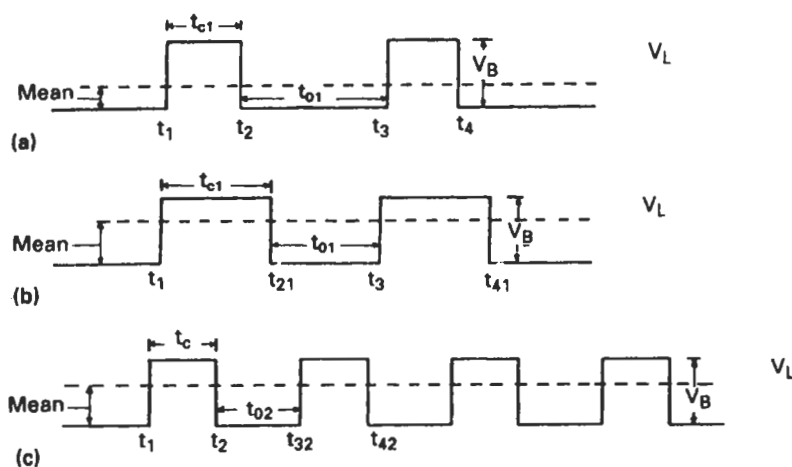 t_c1
V_B
V_L
Mean
t_01
t_1 t_2 t_3 t_4
(a)
t_c1
V_B
V_L
Mean
t_01
t_1 t_21 t_3 t_41
(b)
t_c
V_B
V_L
Mean
t_02
t_1 t_2 t_32 t_42
(c)